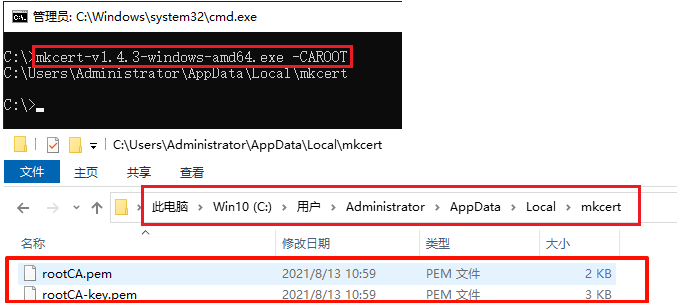 管理员: C:\Windows\system32\cmd.exe
C:\>mkcert-v1.4.3-windows-amd64.exe -CAROOT
C:\Users\Administrator\AppData\Local\mkcert
C:\>
C:\Users\Administrator\AppData\Local\mkcert
文件 主页 共享 查看
此电脑 > Win10 (C:) > 用户 > Administrator > AppData > Local > mkcert
名称 修改日期 类型 大小
rootCA.pem 2021/8/13 10:59 PEM 文件 2 KB
rootCA-key.pem 2021/8/13 10:59 PEM 文件 3 KB